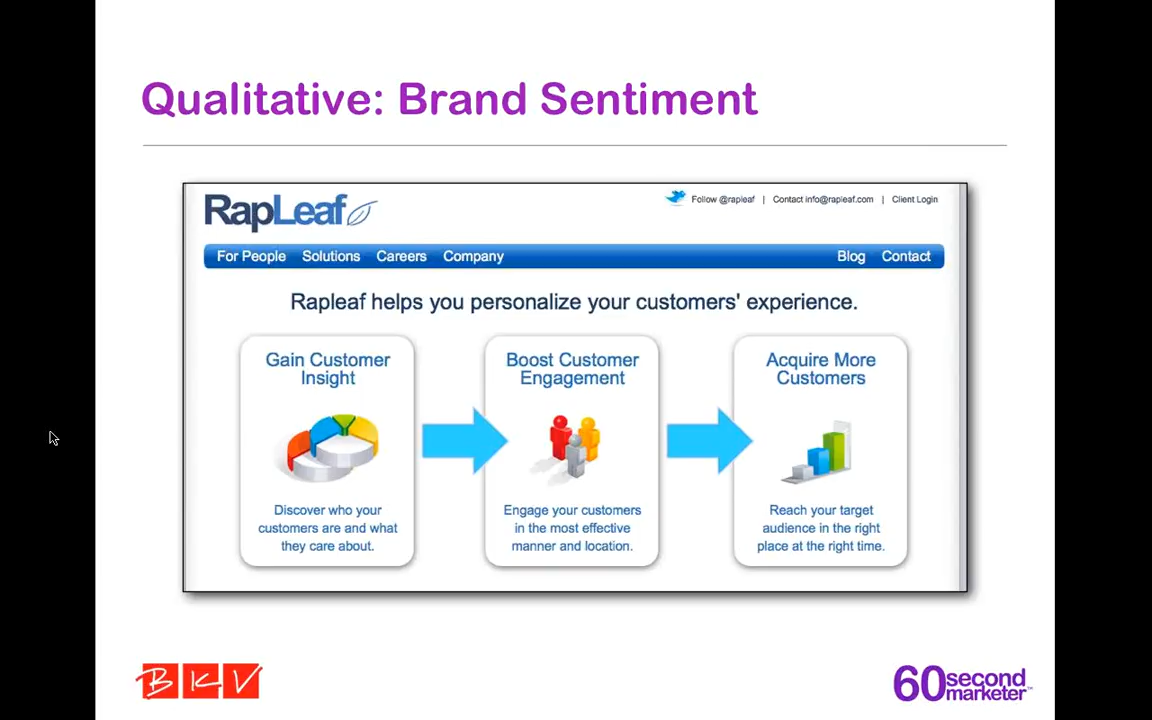 Qualitative: Brand Sentiment
RapLeaf
Follow @rapleaf | Contact info@rapleaf.com | Client Login
For People Solutions Careers Company Blog Contact
Rapleaf helps you personalize your customers' experience.
Gain Customer
Insight
Discover who your
customers are and what
they care about.
Boost Customer
Engagement
Engage your customers
in the most effective
manner and location.
Acquire More
Customers
Reach your target
audience in the right
place at the right time.
BKV
60 second
marketer™